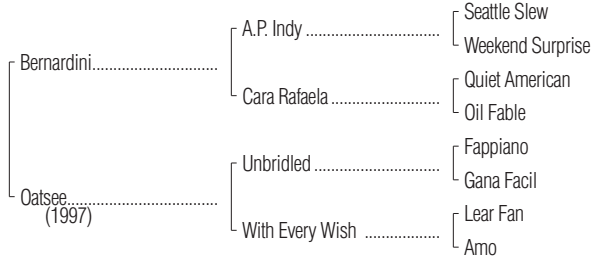 Seattle Slew
A.P. Indy ............................
Weekend Surprise
Bernardini..........................
Quiet American
Cara Rafaela ........................
Oil Fable
Fappiano
Unbridled ............................
Gana Facil
Oatsee................................
(1997)
Lear Fan
With Every Wish ................
Amo